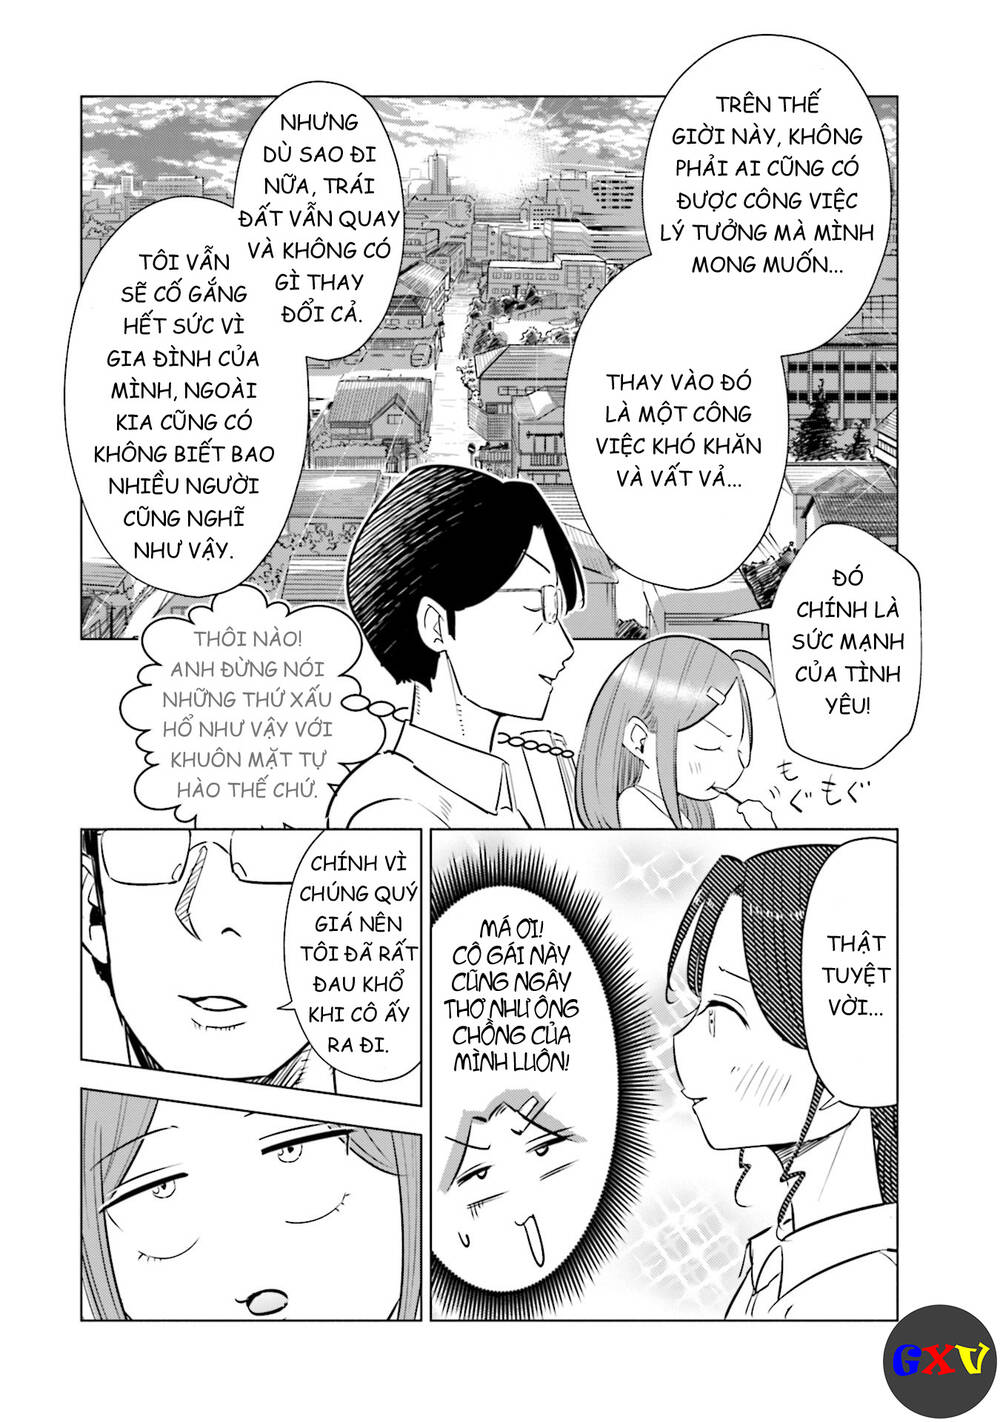 TRÊN THẾ
GIỜI NÀY, KHÔNG
PHẢI AI CŨNG CÓ
ĐƯỢC CÔNG VIỆC
LÝ TƯỞNG MÀ MÌNH
MONG MUỐN...
THAY VÀO ĐÓ
LÀ MỘT CÔNG
VIỆC KHÓ KHĂN
VÀ VẤT VẢ...
NHƯNG
DÙ SAO ĐI
NỮA, TRÁI
ĐẤT VẪN QUAY
VÀ KHÔNG CÓ
GÌ THAY
ĐỔI CẢ.
TÔI VẪN
SẼ CỐ GẮNG
HẾT SỨC VÌ
GIA ĐÌNH CỦA
MÌNH, NGOÀI
KIA CŨNG CÓ
KHÔNG BIẾT BAO
NHIỀU NGƯỜI
CŨNG NGHĨ
NHƯ VẬY.
ĐÓ
CHÍNH LÀ
SỨC MẠNH
CỦA TÌNH
YÊU!
THÔI NÀO!
ANH ĐỪNG NÓI
NHỮNG THỨ XẤU
HỔ NHƯ VẬY VỚI
KHUÔN MẶT TỰ
HÀO THẾ CHỨ.
もぐもぐ
THẬT
TUYỆT
VỜI...
MÁ ƠI!
CÔ GÁI NÀY
CŨNG NGÂY
THƠ NHƯ ÔNG
CHỒNG CỦA
MÌNH LUÔN!
CHÍNH VÌ
CHÚNG QUÝ
GIÁ NÊN
TÔI ĐÃ RẤT
ĐAU KHỔ
KHI CÔ ẤY
RA ĐI.
GXV